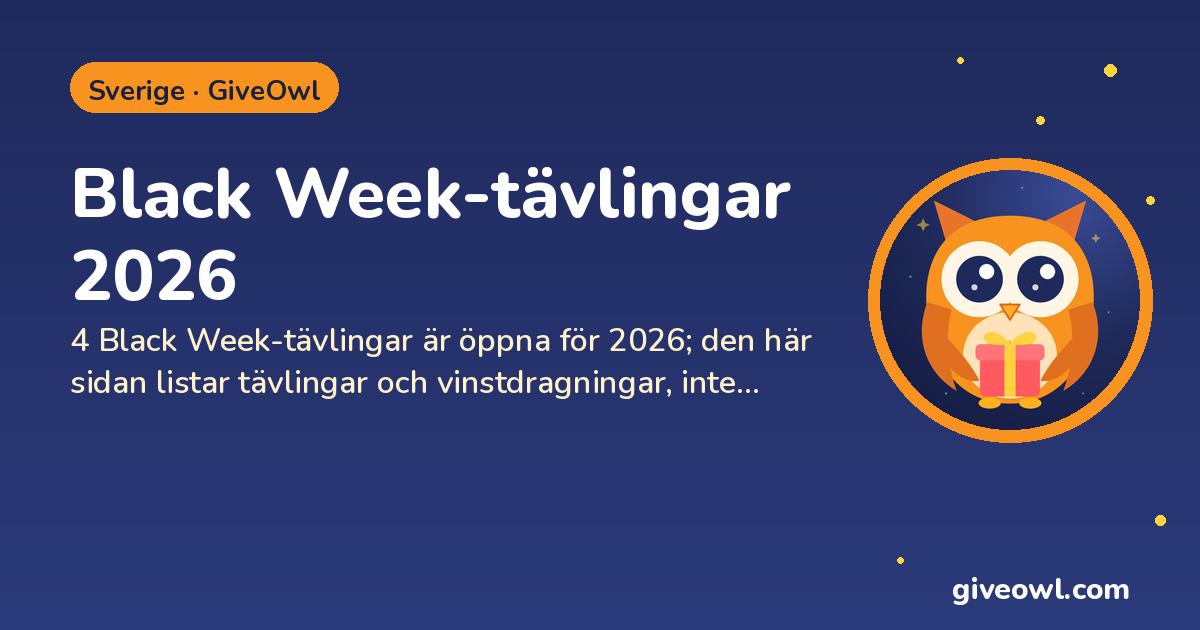 Sverige · GiveOwl
Black Week-tävlingar
2026
4 Black Week-tävlingar är öppna för 2026; den här
sidan listar tävlingar och vinstdragningar, inte...
giveowl.com